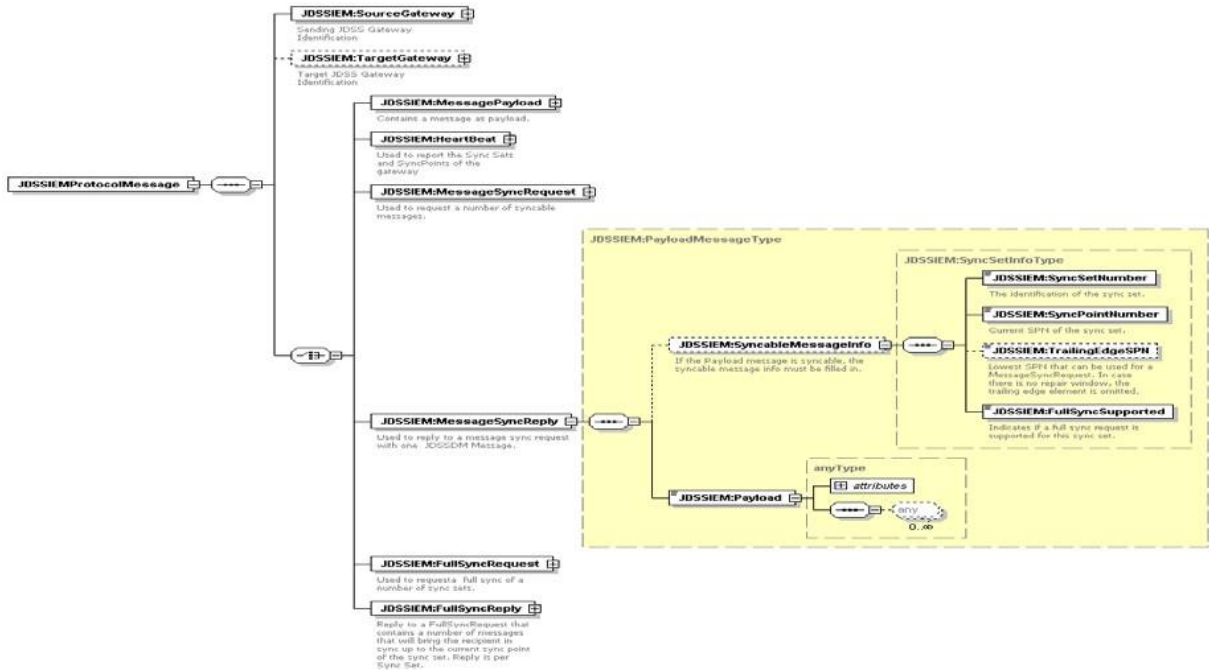 JDSSIEM:SourceGateway
Sending JDSS Gateway
Identification
JDSSIEM:TargetGateway
Target JDSS Gateway
Identification
JDSSIEM:MessagePayload
Contains a message as payload.
JDSSIEM:HeartBeat
Used to report the Sync Sets
and SyncPoints of the
gateway
JDSSIEMProtocolMessage
JDSSIEM:MessageSyncRequest
Used to request a number of syncable
messages.
JDSSIEM:PayloadMessageType
JDSSIEM:SyncSetInfoType
JDSSIEM:SyncSetNumber
The identification of the sync set.
JDSSIEM:SyncPointNumber
Current SPN of the sync set.
JDSSIEM:SyncableMessageInfo
If the Payload message is syncable, the
syncable message info must be filled in.
JDSSIEM:TrailingEdgeSPN
Lowest SPN that can be used for a
MessageSyncRequest. In case
there is no repair window, the
trailing edge element is omitted.
JDSSIEM:FullSyncSupported
Indicates if a full sync request is
supported for this sync set.
JDSSIEM:MessageSyncReply
Used to reply to a message sync request
with one JDSSDM Message.
anyType
attributes
JDSSIEM:Payload
any
0..∞
JDSSIEM:FullSyncRequest
Used to requesta full sync of a
number of sync sets.
JDSSIEM:FullSyncReply
Reply to a FullSyncRequest that
contains a number of messages
that will bring the recipient in
sync up to the current sync point
of the sync set. Reply is per
Sync Set.